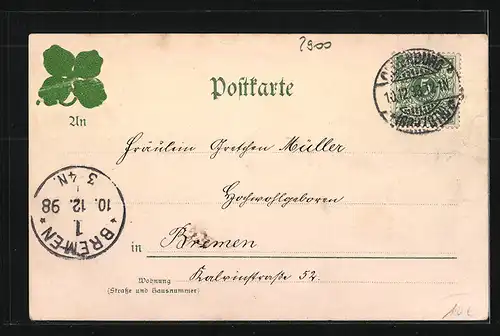 2900
Postkarte
An
Fräulein Gretchen Müller
Hochwohlgeboren
in Bremen
Wohnung
(Straße und Hausnummer)
Kalvinstraße 52.
BREMEN
1
10. 12. 98
3-4N.